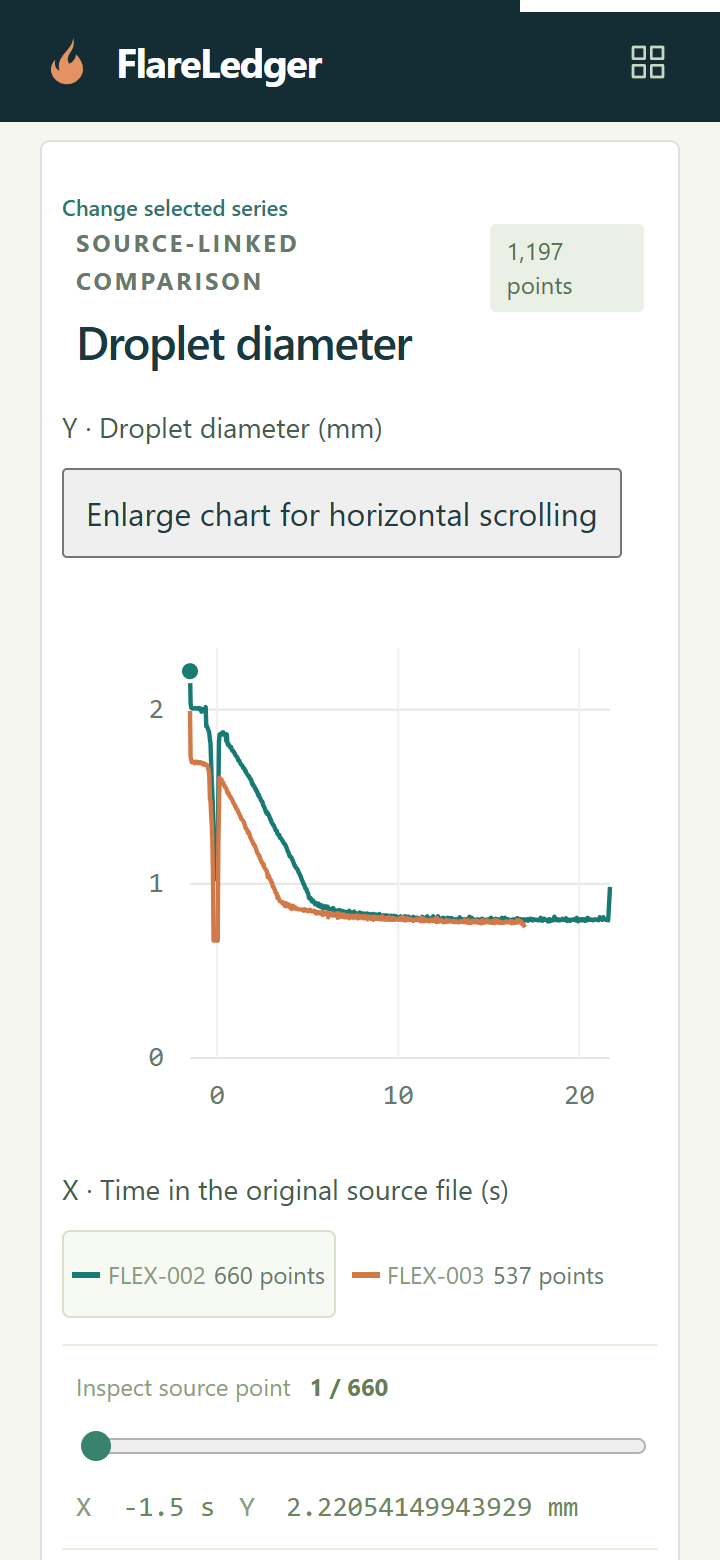 FlareLedger
Change selected series
SOURCE-LINKED
COMPARISON
1,197
points
Droplet diameter
Y · Droplet diameter (mm)
Enlarge chart for horizontal scrolling
2
1
0
0 10 20
X · Time in the original source file (s)
FLEX-002 660 points FLEX-003 537 points
Inspect source point 1 / 660
X -1.5 s Y 2.22054149943929 mm